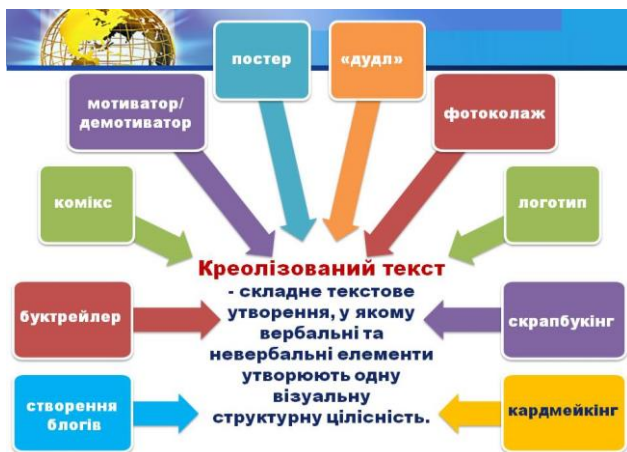 постер
«дудл»
мотиватор/
демотиватор
фотоколаж
комікс
логотип
Креолізований текст
- складне текстове
утворення, у якому
вербальні та
невербальні елементи
утворюють одну
візуальну
структурну цілісність.
буктрейлер
скрапбукінг
створення
блогів
кардмейкінг